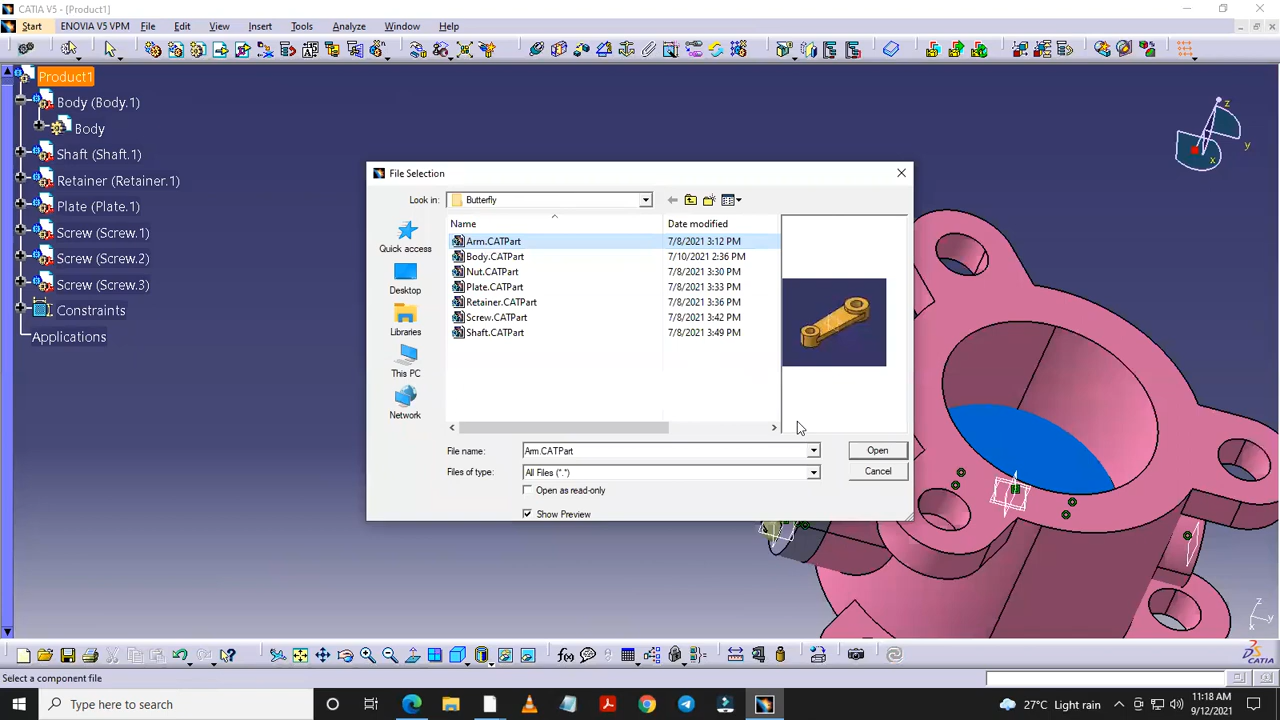 CATIA V5 - [Product1]
Start ENOVIA V5 VPM File Edit View Insert Tools Analyze Window Help
Product1
Body (Body.1)
Body
Shaft (Shaft.1)
Retainer (Retainer.1)
Plate (Plate.1)
Screw (Screw.1)
Screw (Screw.2)
Screw (Screw.3)
Constraints
Applications
z
y
x
File Selection
Look in: Butterfly
Name Date modified
Arm.CATPart 7/8/2021 3:12 PM
Body.CATPart 7/10/2021 2:36 PM
Nut.CATPart 7/8/2021 3:30 PM
Plate.CATPart 7/8/2021 3:33 PM
Retainer.CATPart 7/8/2021 3:36 PM
Screw.CATPart 7/8/2021 3:42 PM
Shaft.CATPart 7/8/2021 3:49 PM
Quick access
Desktop
Libraries
This PC
Network
File name: Arm.CATPart Open
Files of type: All Files (*.*) Cancel
Open as read-only
Show Preview
z
x y
f(x)
DS
CATIA
Select a component file
Type here to search
27°C Light rain
11:18 AM
9/12/2021